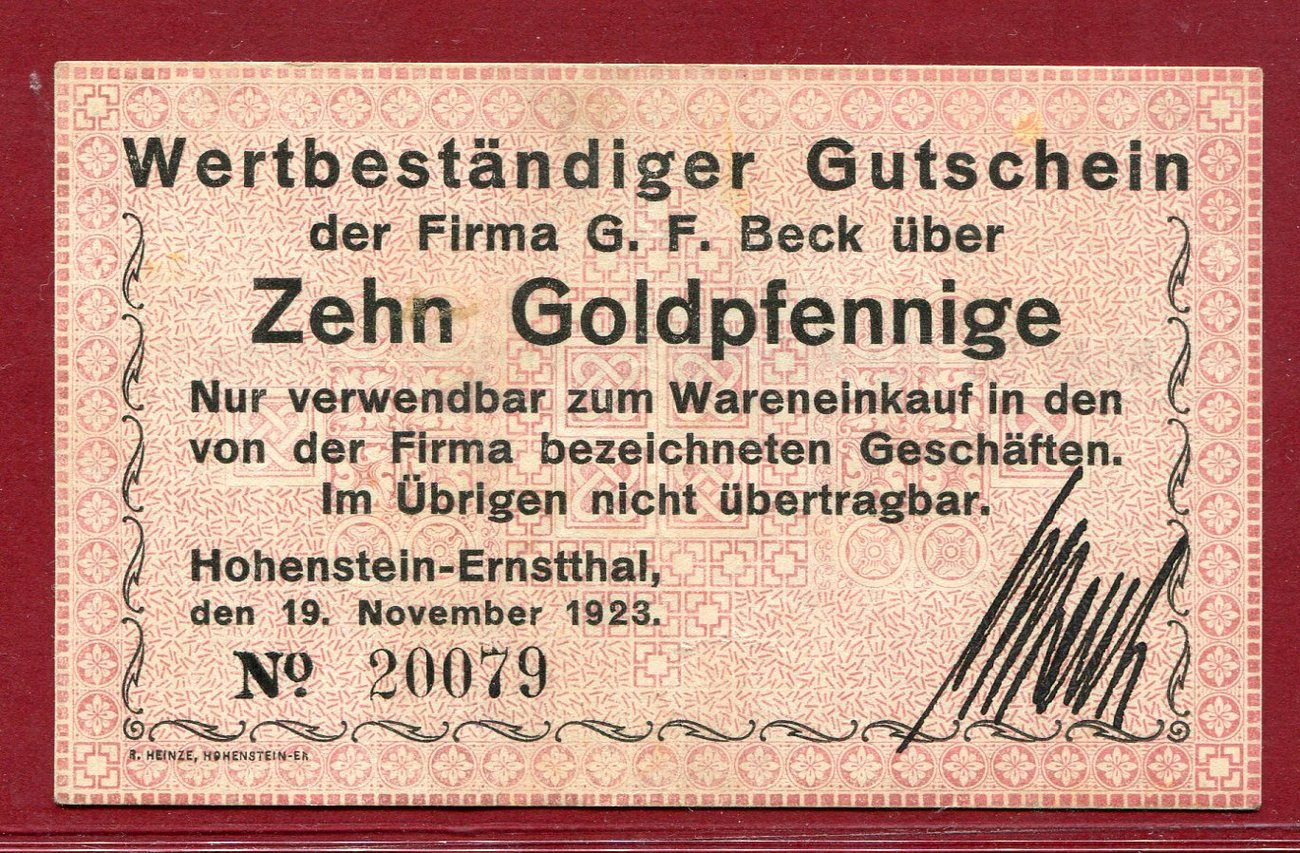 Wertbeständiger Gutschein
der Firma G. F. Beck über
Zehn Goldpfennige
Nur verwendbar zum Wareneinkauf in den
von der Firma bezeichneten Geschäften.
Im Übrigen nicht übertragbar.
Hohenstein-Ernstthal,
den 19. November 1923.
Nº 20079
R. HEINZE, HOHENSTEIN-ER